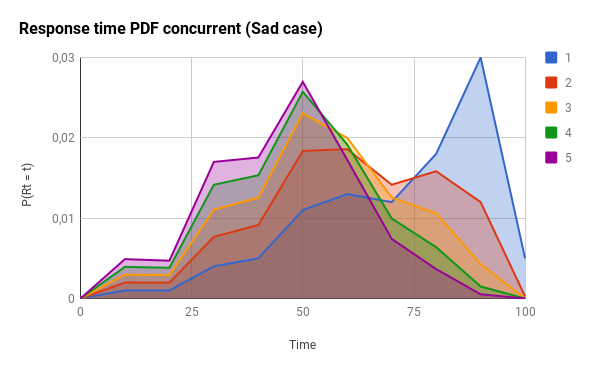 Response time PDF concurrent (Sad case)
0,03
0,02
0,01
0
P(Rt = t)
0 25 50 75 100
Time
1
2
3
4
5